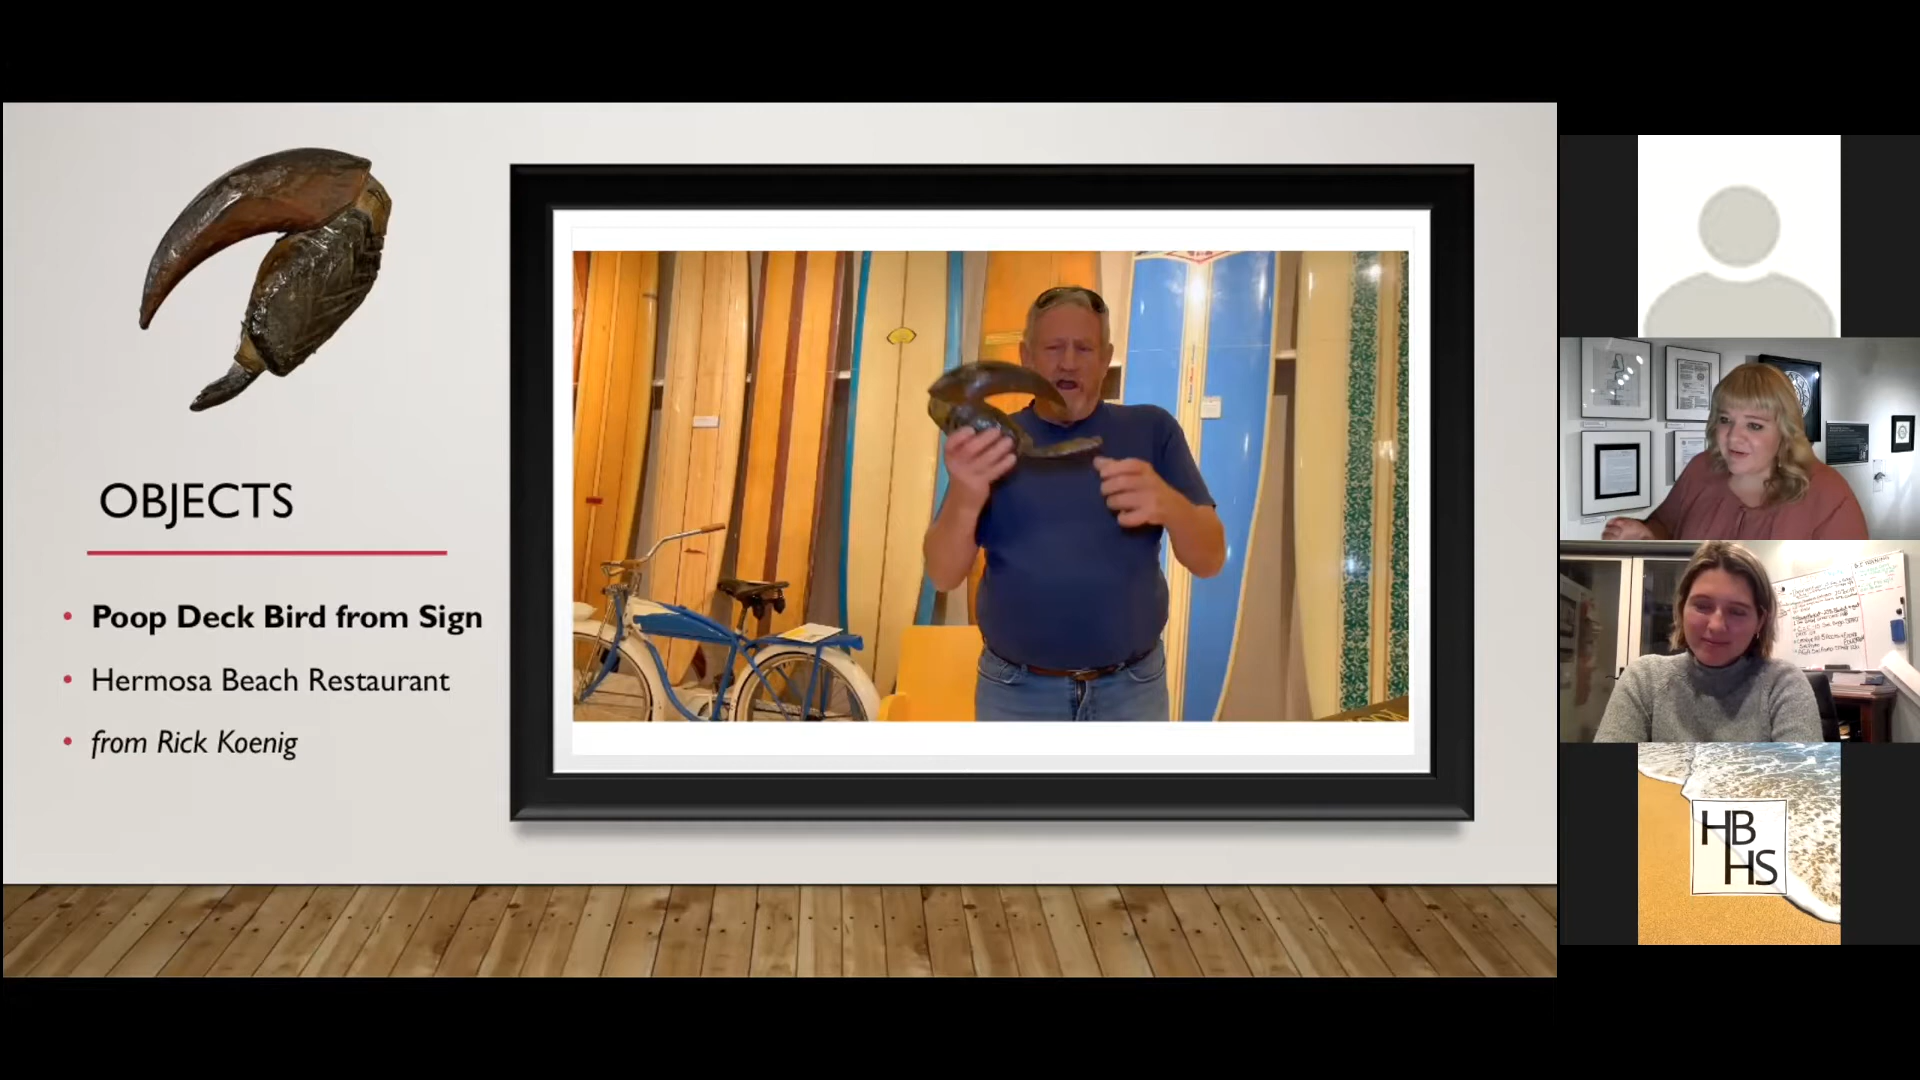 OBJECTS
Poop Deck Bird from Sign
Hermosa Beach Restaurant
from Rick Koenig
HB
HS